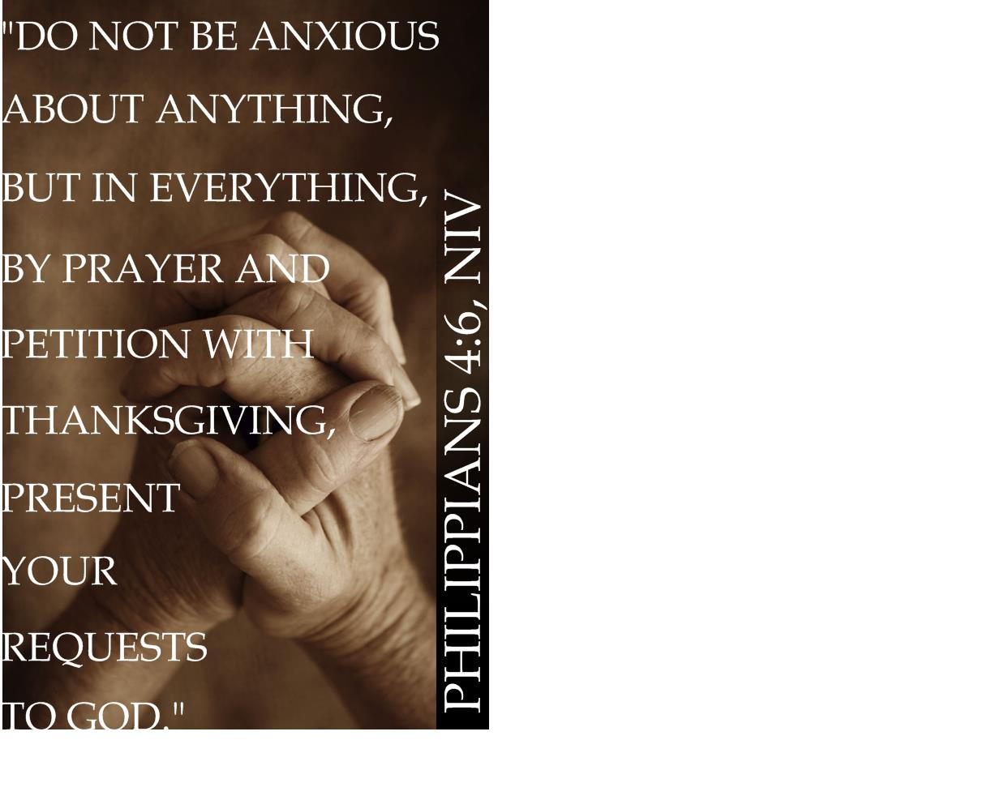 "DO NOT BE ANXIOUS
ABOUT ANYTHING,
BUT IN EVERYTHING,
BY PRAYER AND
PETITION WITH
THANKSGIVING,
PRESENT
YOUR
REQUESTS
TO GOD."
PHILIPPIANS 4:6, NIV